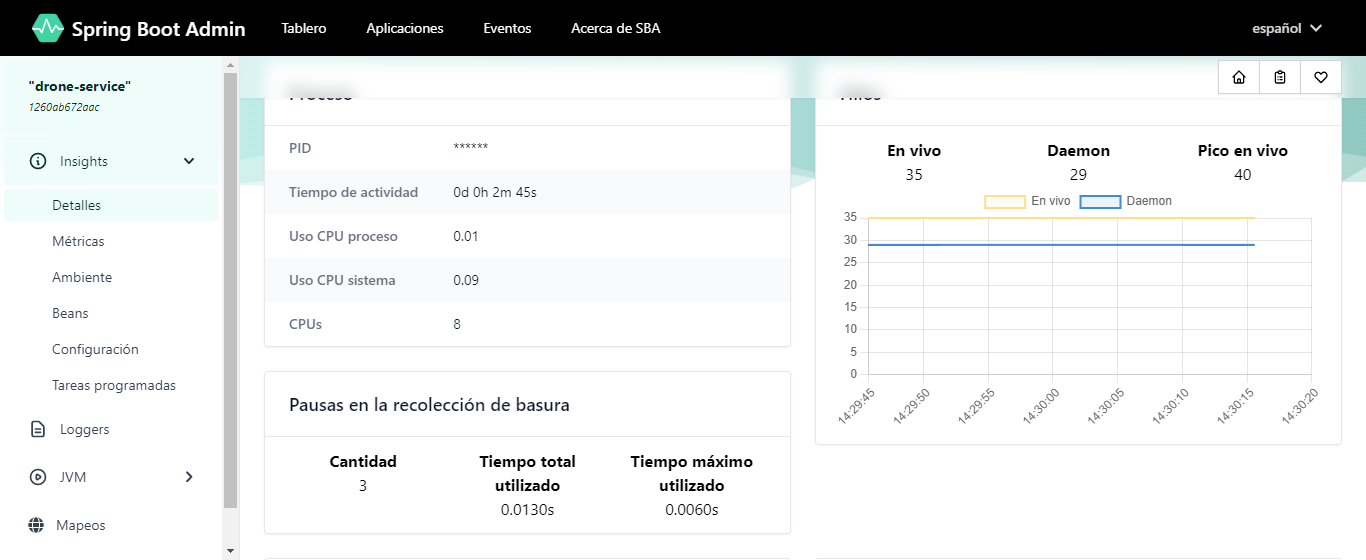 Spring Boot Admin Tablero Aplicaciones Eventos Acerca de SBA español
"drone-service"
1260ab672aac
Insights
Detalles
Métricas
Ambiente
Beans
Configuración
Tareas programadas
Loggers
JVM
Mapeos
Proceso
PID ******
Tiempo de actividad 0d 0h 2m 45s
Uso CPU proceso 0.01
Uso CPU sistema 0.09
CPUs 8
Pausas en la recolección de basura
Cantidad
3
Tiempo total
utilizado
0.0130s
Tiempo máximo
utilizado
0.0060s
En vivo Daemon Pico en vivo
35 29 40
En vivo Daemon
35
30
25
20
15
10
5
0
14:29:45 14:29:50 14:29:55 14:30:00 14:30:05 14:30:10 14:30:15 14:30:20